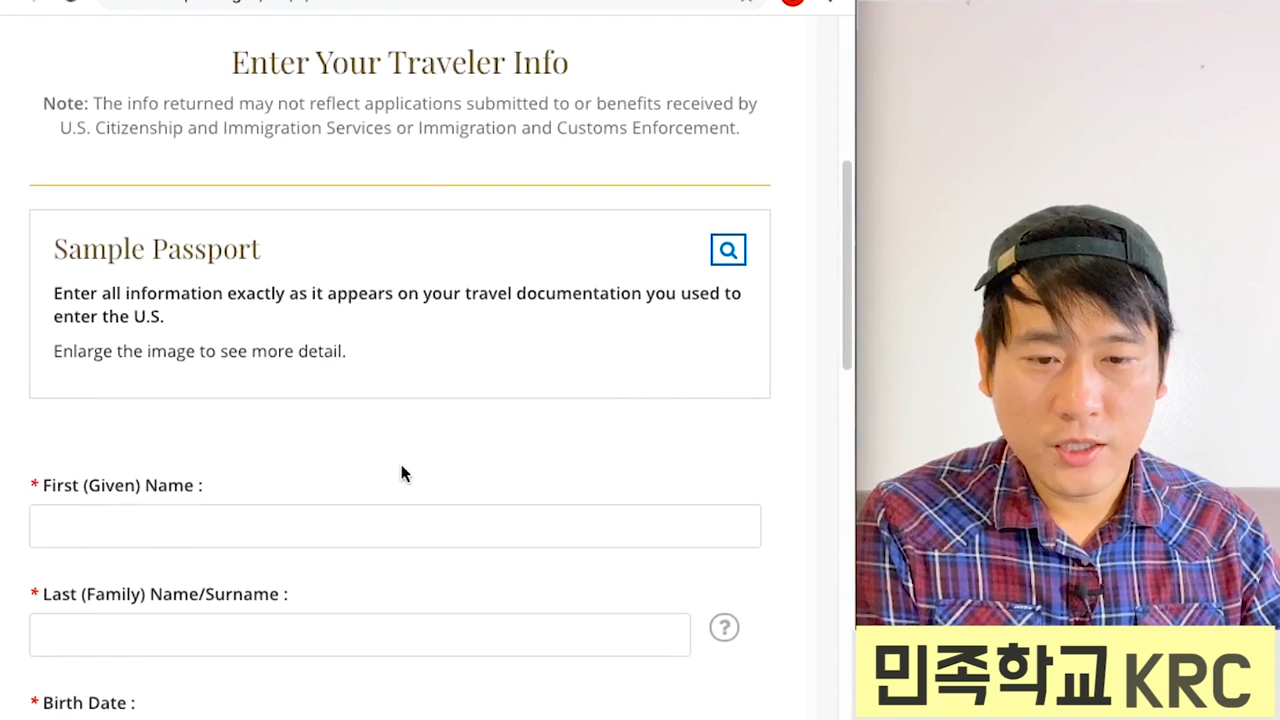 Enter Your Traveler Info
Note: The info returned may not reflect applications submitted to or benefits received by
U.S. Citizenship and Immigration Services or Immigration and Customs Enforcement.
Sample Passport
Enter all information exactly as it appears on your travel documentation you used to
enter the U.S.
Enlarge the image to see more detail.
* First (Given) Name :
* Last (Family) Name/Surname :
?
* Birth Date :
민족학교 KRC